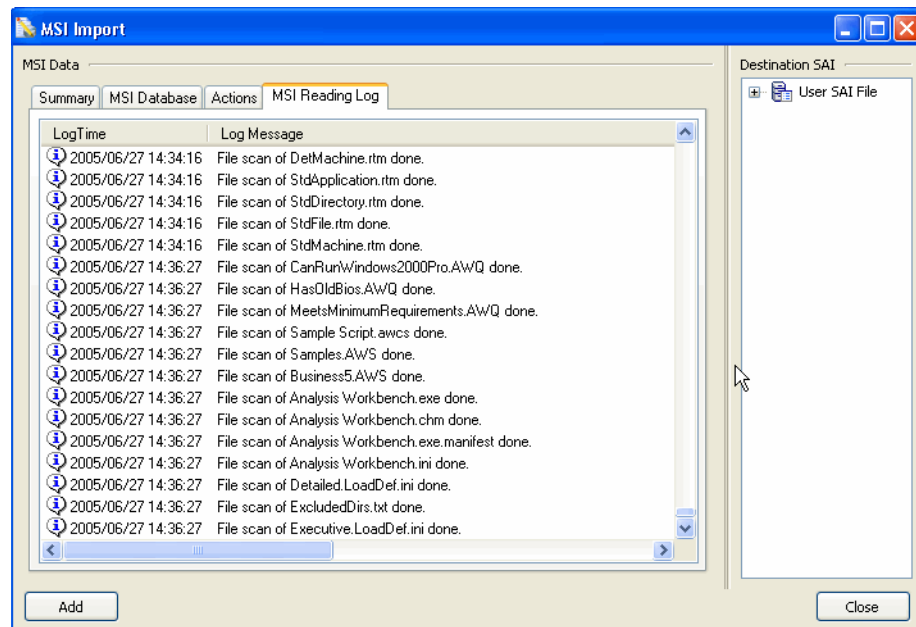 MSI Import
MSI Data
Destination SAI
Summary MSI Database Actions MSI Reading Log
User SAI File
LogTime Log Message
2005/06/27 14:34:16 File scan of DetMachine.rtm done.
2005/06/27 14:34:16 File scan of StdApplication.rtm done.
2005/06/27 14:34:16 File scan of StdDirectory.rtm done.
2005/06/27 14:34:16 File scan of StdFile.rtm done.
2005/06/27 14:34:16 File scan of StdMachine.rtm done.
2005/06/27 14:36:27 File scan of CanRunWindows2000Pro.AWQ done.
2005/06/27 14:36:27 File scan of HasOldBios.AWQ done.
2005/06/27 14:36:27 File scan of MeetsMinimumRequirements.AWQ done.
2005/06/27 14:36:27 File scan of Sample Script.awcs done.
2005/06/27 14:36:27 File scan of Samples.AWS done.
2005/06/27 14:36:27 File scan of Business5.AWS done.
2005/06/27 14:36:27 File scan of Analysis Workbench.exe done.
2005/06/27 14:36:27 File scan of Analysis Workbench.chm done.
2005/06/27 14:36:27 File scan of Analysis Workbench.exe.manifest done.
2005/06/27 14:36:27 File scan of Analysis Workbench.ini done.
2005/06/27 14:36:27 File scan of Detailed.LoadDef.ini done.
2005/06/27 14:36:27 File scan of ExcludedDirs.txt done.
2005/06/27 14:36:27 File scan of Executive.LoadDef.ini done.
Add
Close